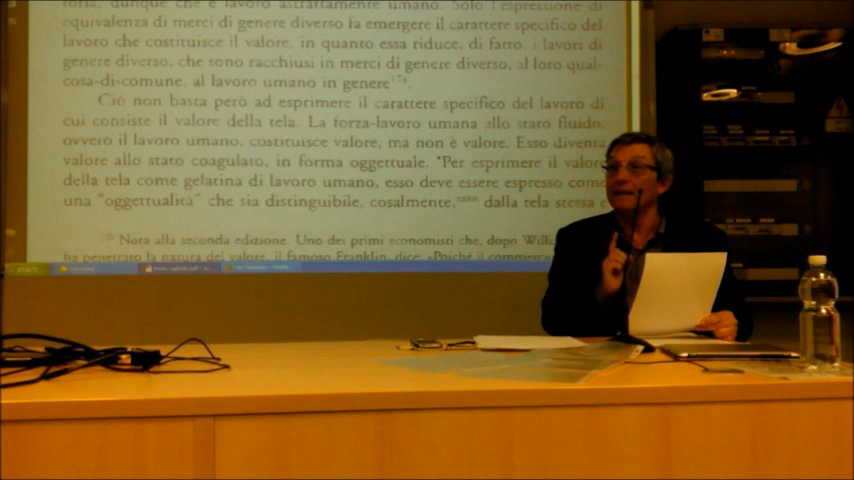 toria, dunque che è lavoro astrattamente umano. Solo l'espressione di
equivalenza di merci di genere diverso fa emergere il carattere specifico del
lavoro che costituisce il valore, in quanto essa riduce, di fatto, i lavori di
genere diverso, che sono racchiusi in merci di genere diverso, al loro qual-
cosa-di-comune, al lavoro umano in genere
Ciò non basta però ad esprimere il carattere specifico del lavoro di
cui consiste il valore della tela. La forza-lavoro umana allo stato fluido,
ovvero il lavoro umano, costituisce valore, ma non è valore. Esso diventa
valore allo stato coagulato, in forma oggettuale. "Per esprimere il valore
della tela come gelatina di lavoro umano, esso deve essere espresso come
una "oggettualità" che sia distinguibile, cosalmente, dalla tela stessa e
Nota alla seconda edizione. Uno dei primi economisti che, dopo Willi
ha penetrato la natura del valore, il famoso Franklin, dice: «Poiché il commerc